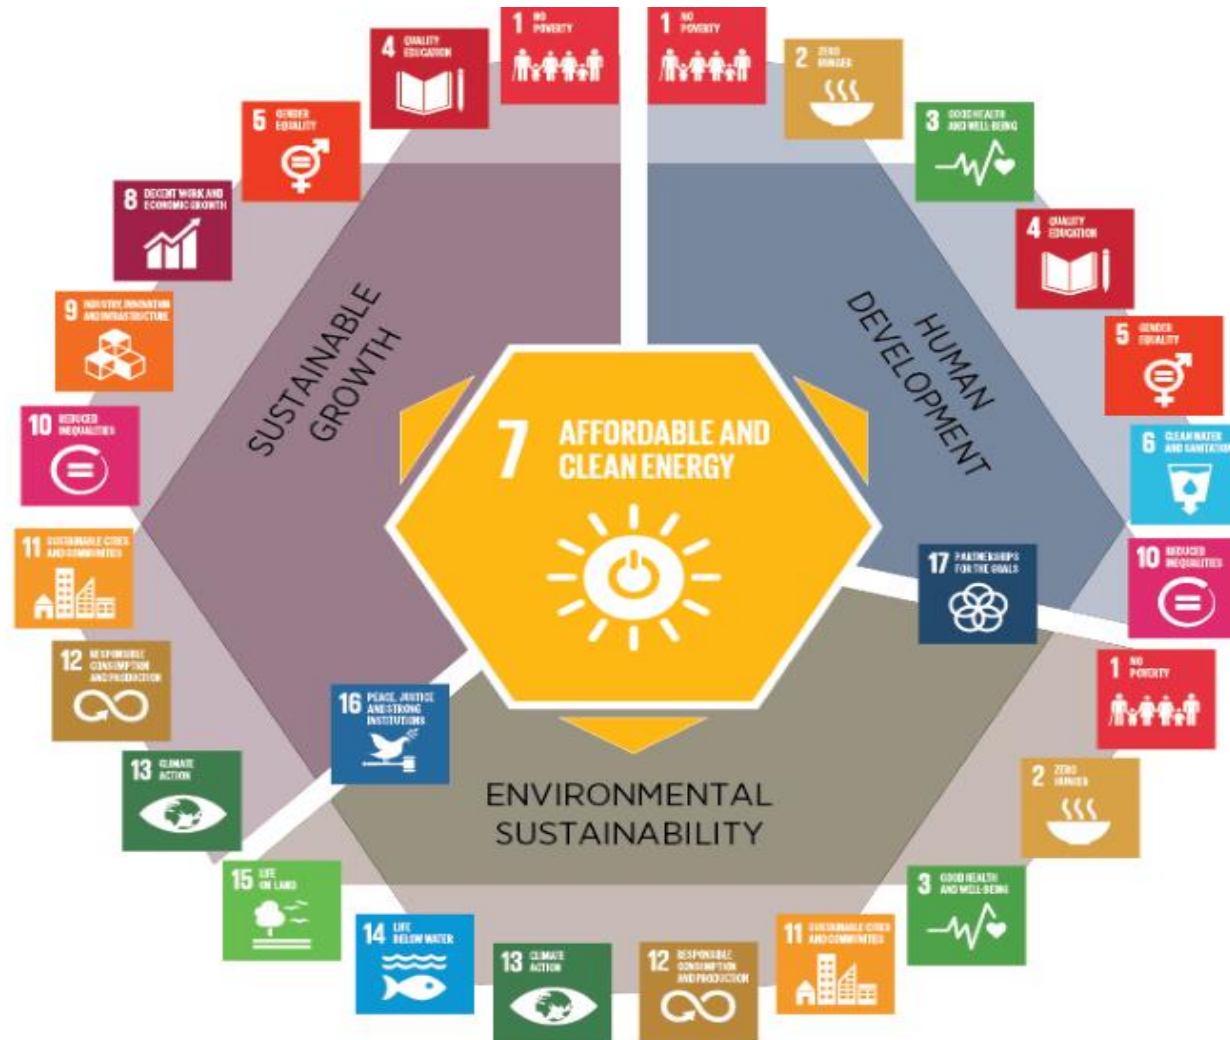 1 NO
POVERTY
4 QUALITY
EDUCATION
5 GENDER
EQUALITY
8 DECENT WORK AND
ECONOMIC GROWTH
9 INDUSTRY, INNOVATION
AND INFRASTRUCTURE
10 REDUCED
INEQUALITIES
11 SUSTAINABLE CITIES
AND COMMUNITIES
12 RESPONSIBLE
CONSUMPTION
AND PRODUCTION
13 CLIMATE
ACTION
SUSTAINABLE
GROWTH
1 NO
POVERTY
2 ZERO
HUNGER
3 GOOD HEALTH
AND WELL-BEING
4 QUALITY
EDUCATION
5 GENDER
EQUALITY
6 CLEAN WATER
AND SANITATION
10 REDUCED
INEQUALITIES
HUMAN
DEVELOPMENT
7 AFFORDABLE AND
CLEAN ENERGY
17 PARTNERSHIPS
FOR THE GOALS
16 PEACE, JUSTICE
AND STRONG
INSTITUTIONS
ENVIRONMENTAL
SUSTAINABILITY
1 NO
POVERTY
2 ZERO
HUNGER
3 GOOD HEALTH
AND WELL-BEING
11 SUSTAINABLE CITIES
AND COMMUNITIES
12 RESPONSIBLE
CONSUMPTION
AND PRODUCTION
13 CLIMATE
ACTION
14 LIFE
BELOW WATER
15 LIFE
ON LAND